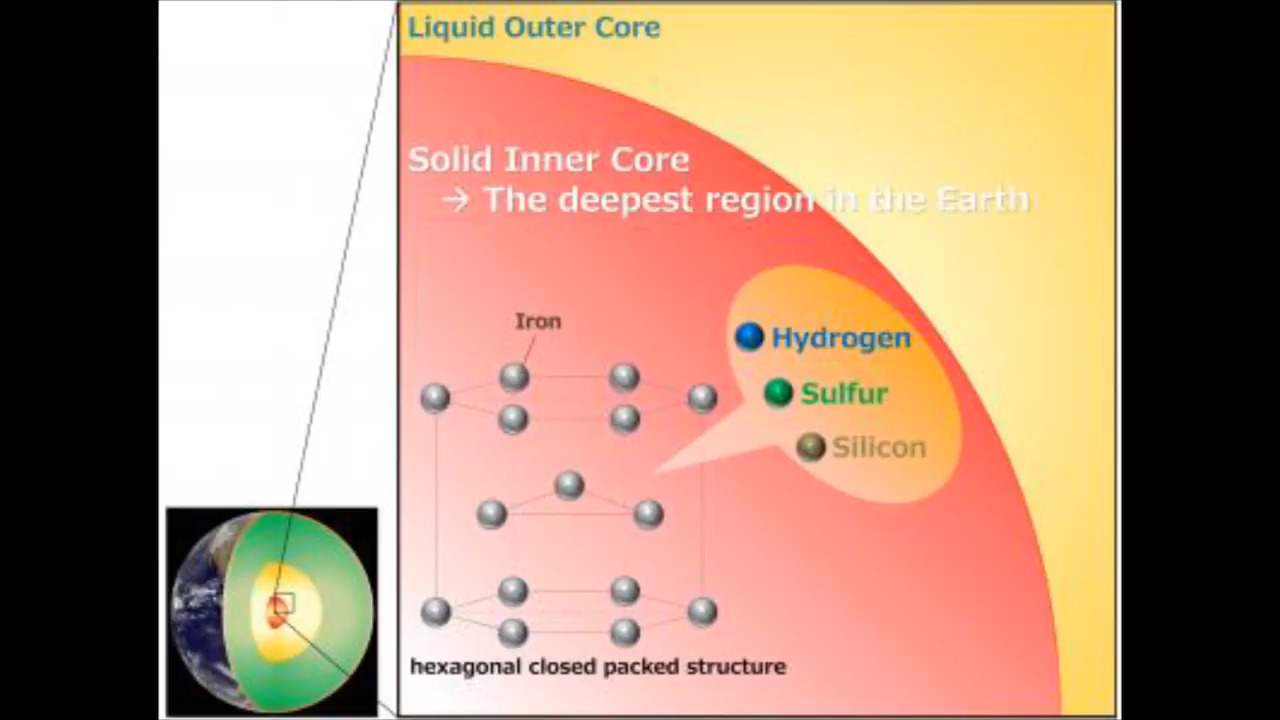 Liquid Outer Core
Solid Inner Core
→ The deepest region in the Earth
Iron
Hydrogen
Sulfur
Silicon
hexagonal closed packed structure